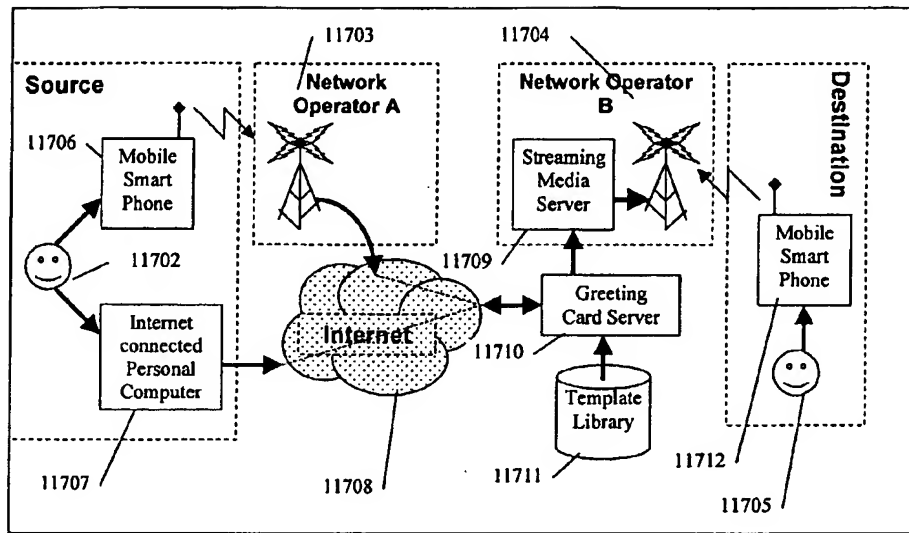 11703
11704
Source
Network
Operator A
Network Operator
B
Destination
11706
Mobile
Smart
Phone
Streaming
Media
Server
11702
11709
Mobile
Smart
Phone
Internet
connected
Personal
Computer
Internet
Greeting
Card Server
11710
Template
Library
11707
11708
11711
11712
11705